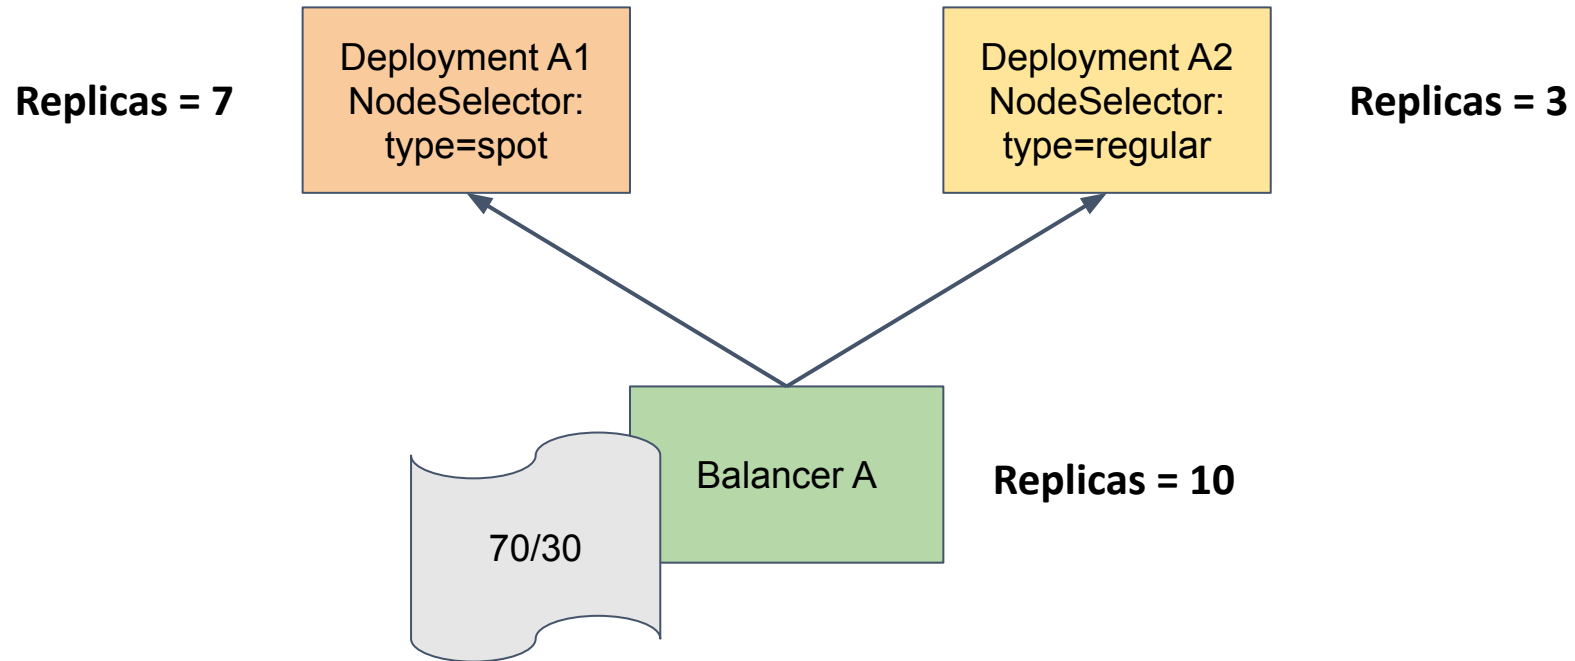 Replicas = 7
Deployment A1
NodeSelector:
type=spot
Deployment A2
NodeSelector:
type=regular
Replicas = 3
Balancer A
Replicas = 10
70/30